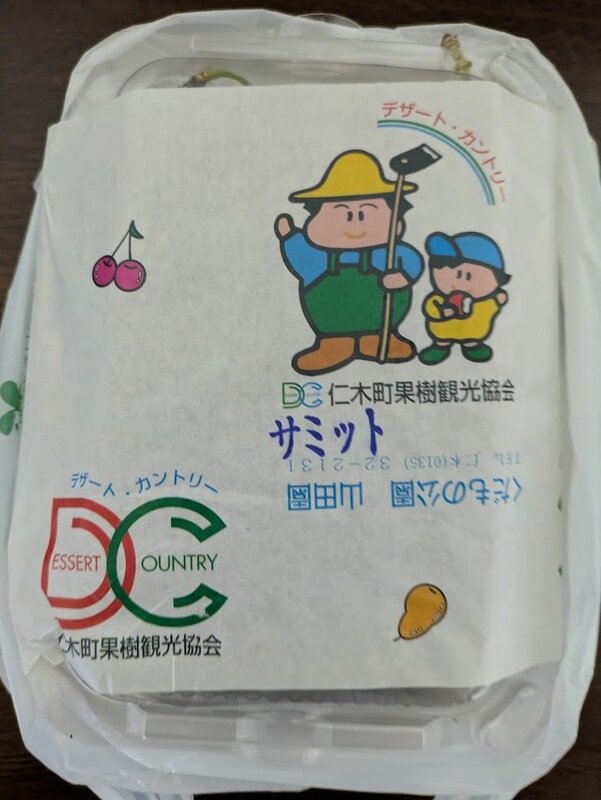 デザート・カントリー
DC 仁木町果樹観光協会
サミット
くだもの公園 山田園
TEL 仁木(0135) 32-2131
デザート・カントリー
DESSERT COUNTRY
仁木町果樹観光協会